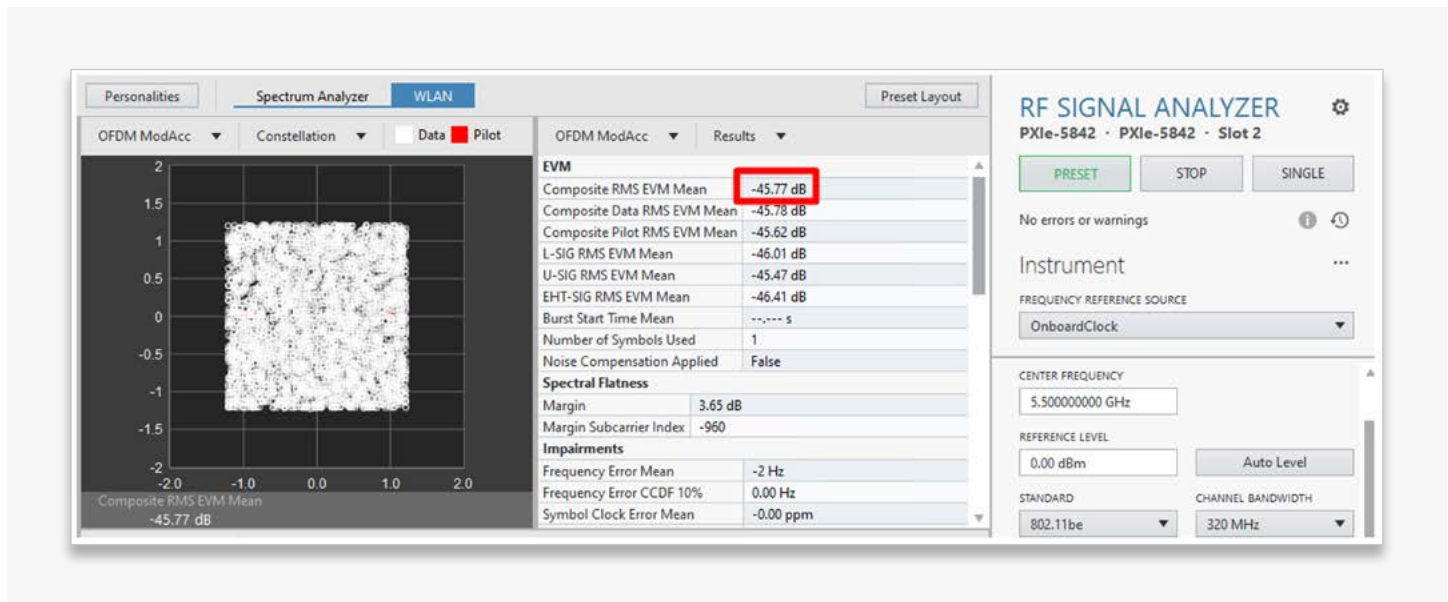 Personalities Spectrum Analyzer WLAN Preset Layout
OFDM ModAcc Constellation Data Pilot
2
1.5
1
0.5
0
-0.5
-1
-1.5
-2
-2.0 -1.0 0.0 1.0 2.0
Composite RMS EVM Mean
-45.77 dB
OFDM ModAcc Results
EVM
Composite RMS EVM Mean -45.77 dB
Composite Data RMS EVM Mean -45.78 dB
Composite Pilot RMS EVM Mean -45.62 dB
L-SIG RMS EVM Mean -46.01 dB
U-SIG RMS EVM Mean -45.47 dB
EHT-SIG RMS EVM Mean -46.41 dB
Burst Start Time Mean --.--- s
Number of Symbols Used 1
Noise Compensation Applied False
Spectral Flatness
Margin 3.65 dB
Margin Subcarrier Index -960
Impairments
Frequency Error Mean -2 Hz
Frequency Error CCDF 10% 0.00 Hz
Symbol Clock Error Mean -0.00 ppm
RF SIGNAL ANALYZER
PXIe-5842 · PXIe-5842 · Slot 2
PRESET STOP SINGLE
No errors or warnings
Instrument
FREQUENCY REFERENCE SOURCE
OnboardClock
CENTER FREQUENCY
5.500000000 GHz
REFERENCE LEVEL
0.00 dBm Auto Level
STANDARD CHANNEL BANDWIDTH
802.11be 320 MHz